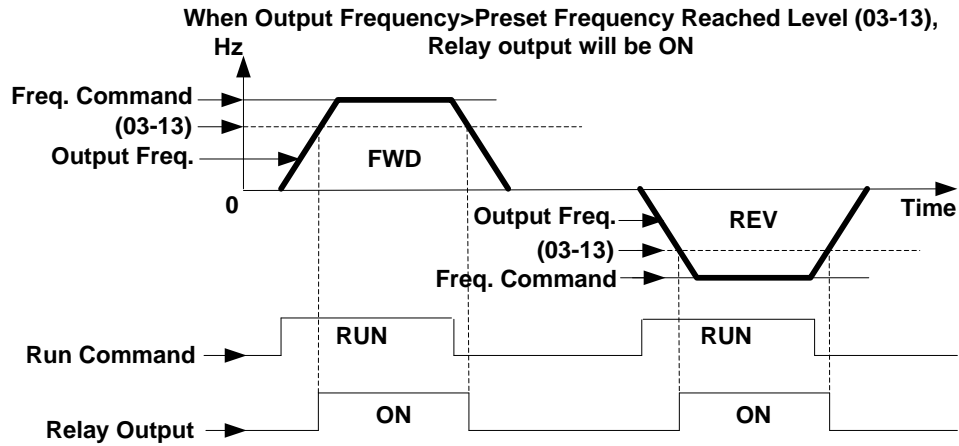 When Output Frequency>Preset Frequency Reached Level (03-13),
Relay output will be ON
Hz
Freq. Command
(03-13)
Output Freq.
FWD
0
Time
Output Freq.
REV
(03-13)
Freq. Command
RUN
RUN
Run Command
ON
ON
Relay Output